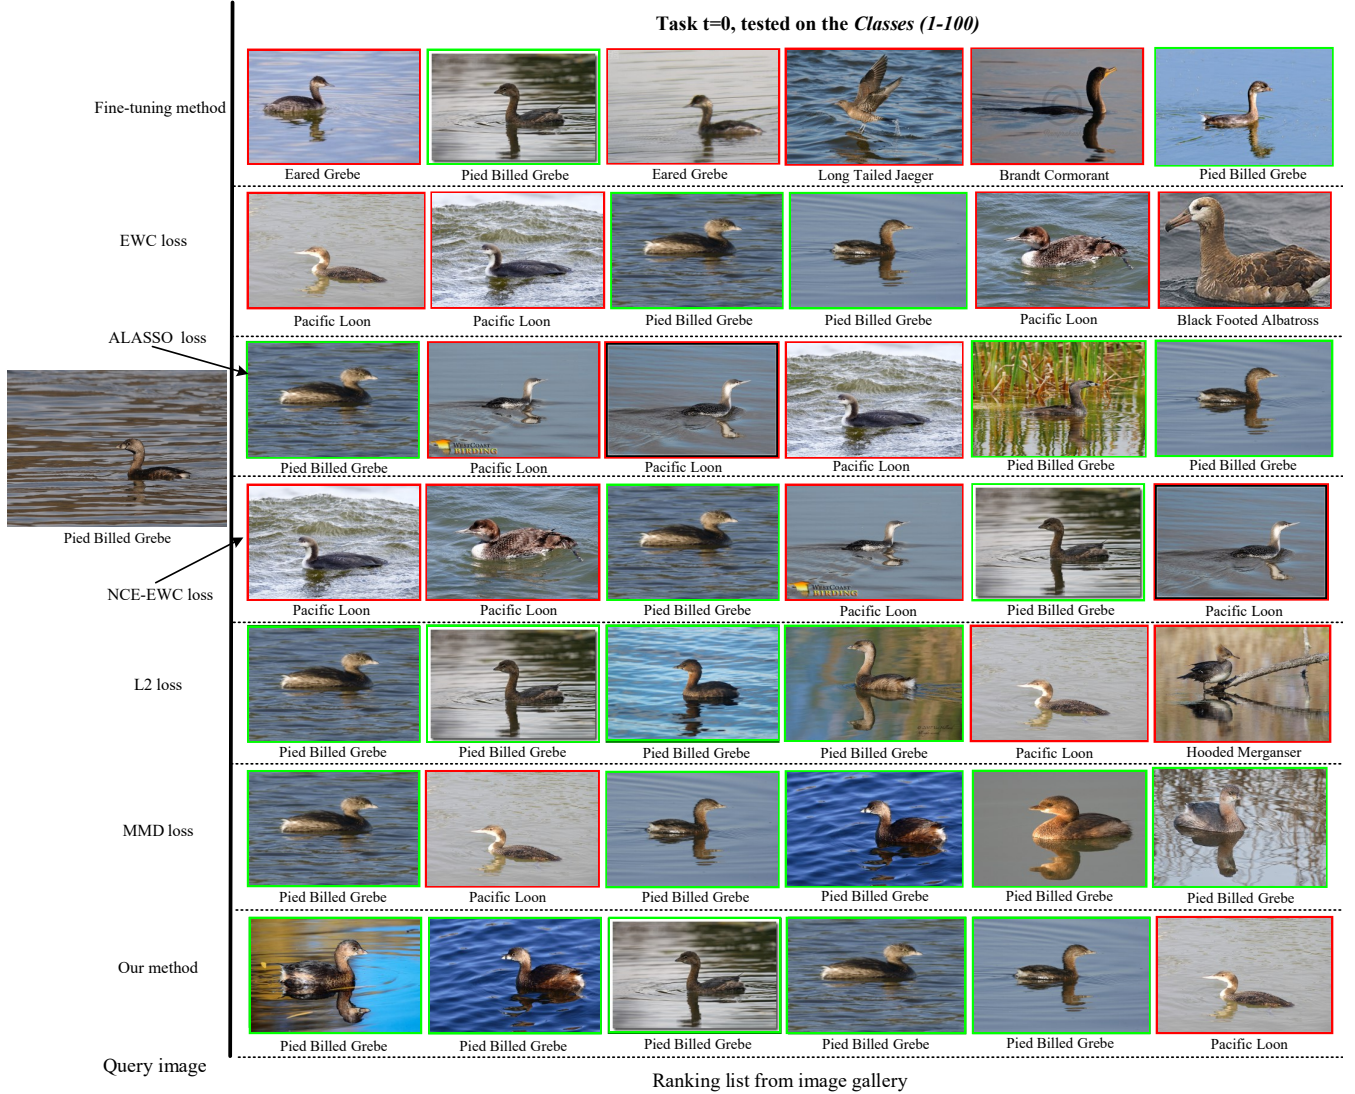 Task t=0, tested on the Classes (1-100)
Fine-tuning method
Eared Grebe
Pied Billed Grebe
Eared Grebe
Long Tailed Jaeger
Brandt Cormorant
Pied Billed Grebe
EWC loss
Pacific Loon
Pacific Loon
Pied Billed Grebe
Pied Billed Grebe
Pacific Loon
Black Footed Albatross
ALASSO loss
WESTCOAST
BIRDING
Pied Billed Grebe
Pacific Loon
Pacific Loon
Pacific Loon
Pied Billed Grebe
Pied Billed Grebe
Pied Billed Grebe
NCE-EWC loss
WESTCOAST
BIRDING
Pacific Loon
Pacific Loon
Pied Billed Grebe
Pacific Loon
Pied Billed Grebe
Pacific Loon
L2 loss
Pied Billed Grebe
Pied Billed Grebe
Pied Billed Grebe
Pied Billed Grebe
Pacific Loon
Hooded Merganser
MMD loss
Pied Billed Grebe
Pacific Loon
Pied Billed Grebe
Pied Billed Grebe
Pied Billed Grebe
Pied Billed Grebe
Our method
Pied Billed Grebe
Pied Billed Grebe
Pied Billed Grebe
Pied Billed Grebe
Pied Billed Grebe
Pacific Loon
Query image
Ranking list from image gallery